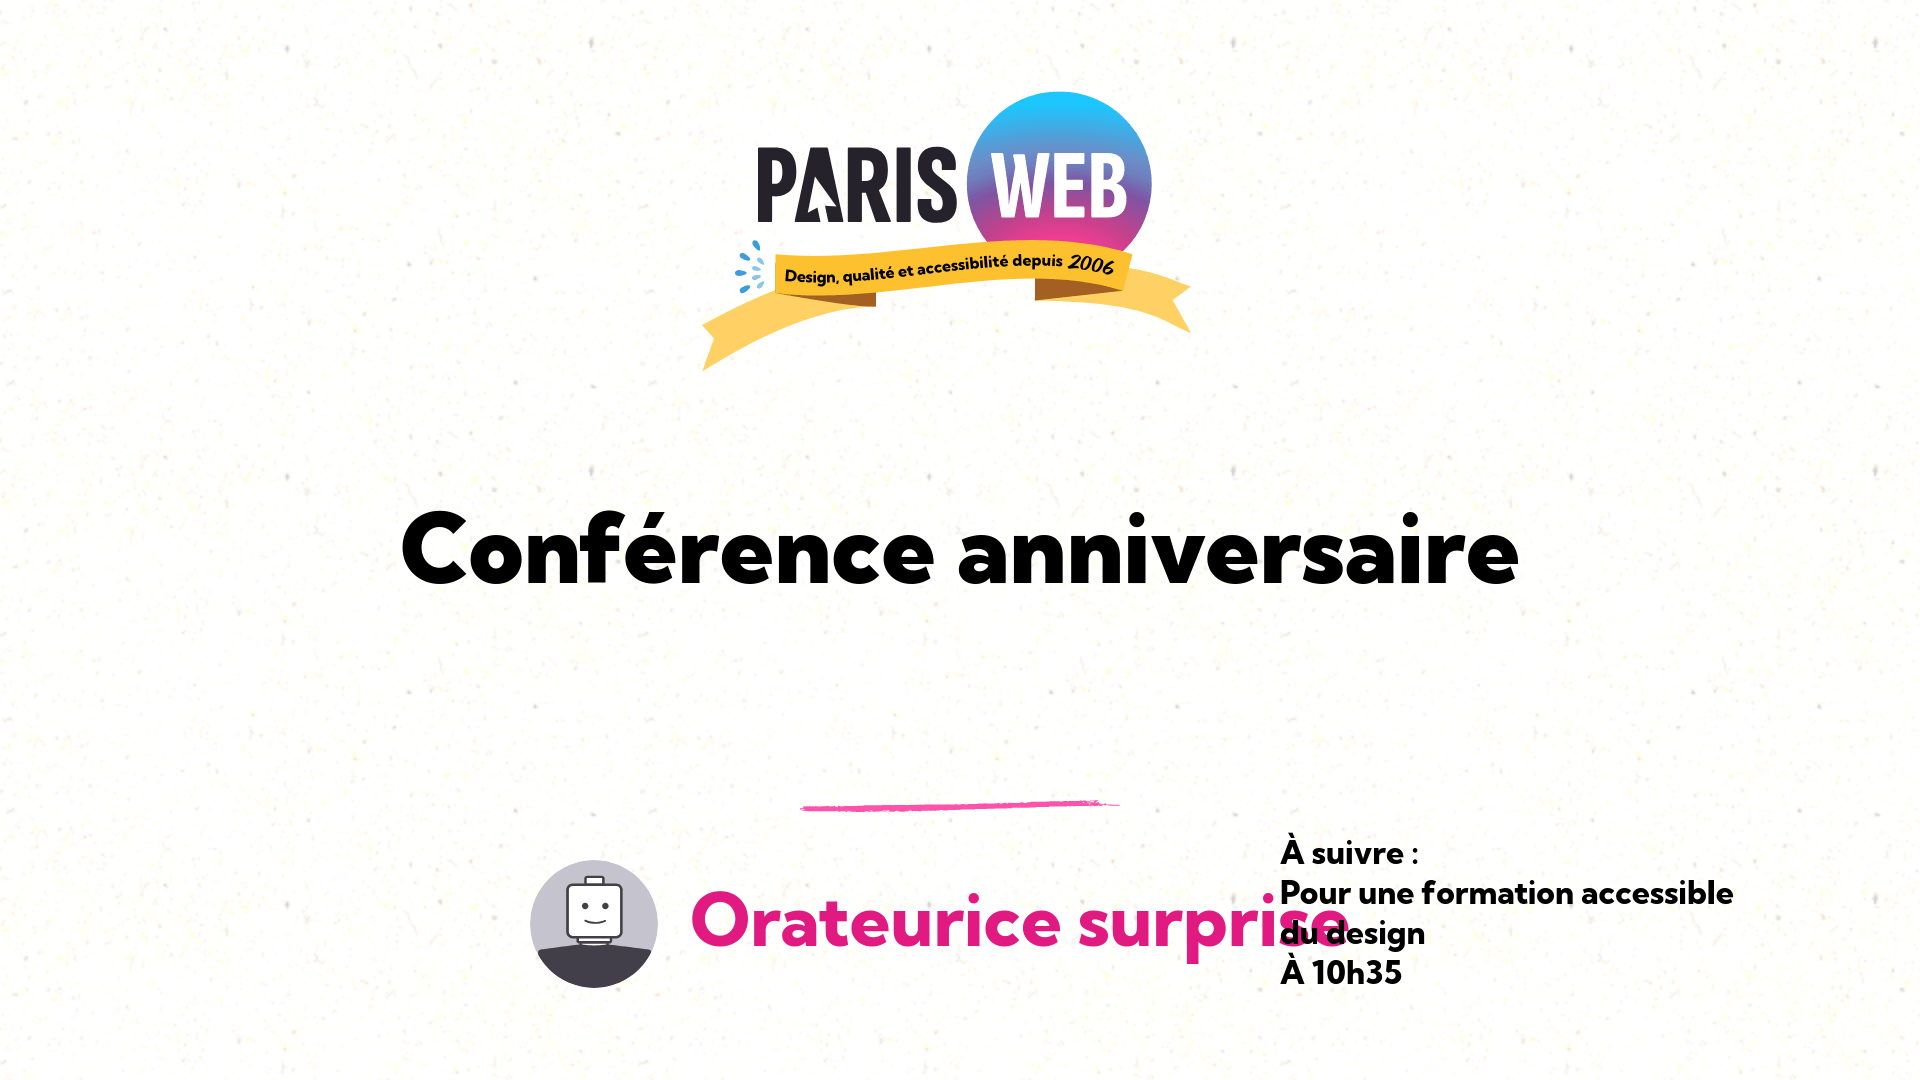 PARIS WEB
Design, qualité et accessibilité depuis 2006
Conférence anniversaire
Orateurice surprise
À suivre :
Pour une formation accessible
du design
À 10h35